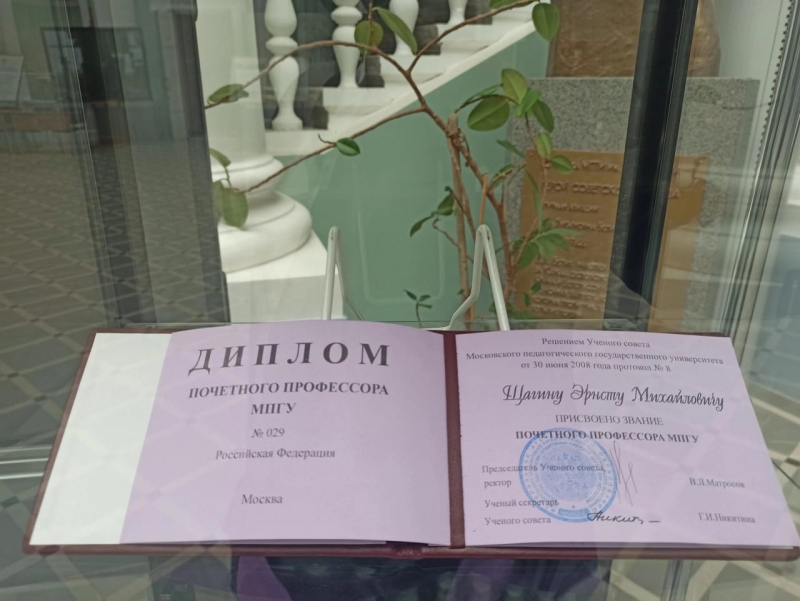 ДИПЛОМ
ПОЧЕТНОГО ПРОФЕССОРА
МПГУ
№ 029
Российская Федерация
Москва
Решением Ученого совета
Московского педагогического государственного университета
от 30 июня 2008 года протокол № 8
Щагину Эрнсту Михайловичу
ПРИСВОЕНО ЗВАНИЕ
ПОЧЕТНОГО ПРОФЕССОРА МПГУ
Председатель Ученого совета,
ректор В.Л.Матросов
Ученый секретарь
Ученого совета Г.И.Никитина